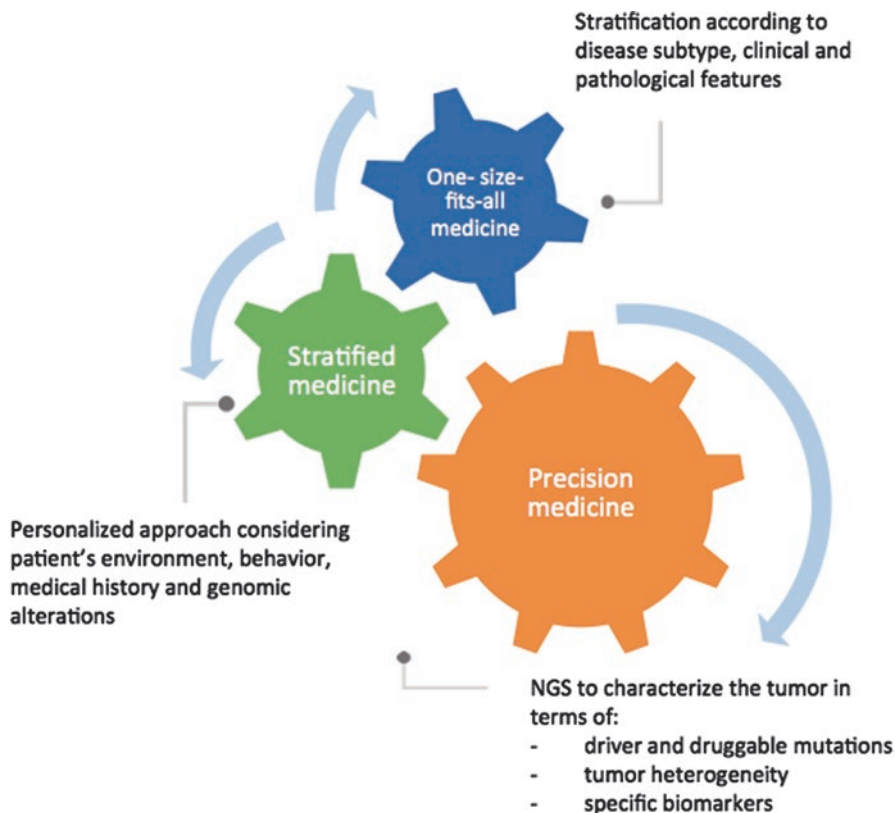 Stratification according to
disease subtype, clinical and
pathological features
One- size-
fits-all
medicine
Stratified
medicine
Precision
medicine
Personalized approach considering
patient's environment, behavior,
medical history and genomic
alterations
NGS to characterize the tumor in
terms of:
- driver and druggable mutations
- tumor heterogeneity
- specific biomarkers